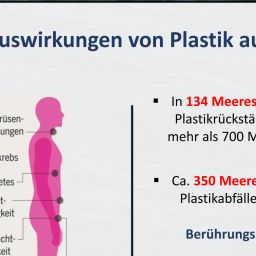 uswirkungen von Plastik au
rüsen-
ungen
krebs
etes
t-
gkeit
cht-
keit
▪ In 134 Meeres
Plastikrückstä
mehr als 700 M
▪ Ca. 350 Meere
Plastikabfälle
Berührungs